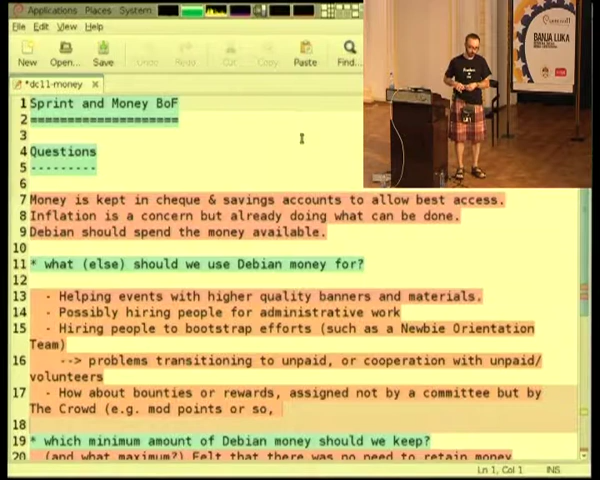 Applications Places System
File Edit View Help
New Open... Save Undo Redo Cut Copy Paste Find...
*dc11-money
1 Sprint and Money BoF
2 ====================
3
4 Questions
5 ---------
6
7 Money is kept in cheque & savings accounts to allow best access.
8 Inflation is a concern but already doing what can be done.
9 Debian should spend the money available.
10
11 * what (else) should we use Debian money for?
12
13 - Helping events with higher quality banners and materials.
14 - Possibly hiring people for administrative work
15 - Hiring people to bootstrap efforts (such as a Newbie Orientation
Team)
16 --> problems transitioning to unpaid, or cooperation with unpaid/
volunteers
17 - How about bounties or rewards, assigned not by a committee but by
The Crowd (e.g. mod points or so,
18
19 * which minimum amount of Debian money should we keep?
20 (and what maximum?) Felt that there was no need to retain money
Ln 1, Col 1 INS
BANJA LUKA